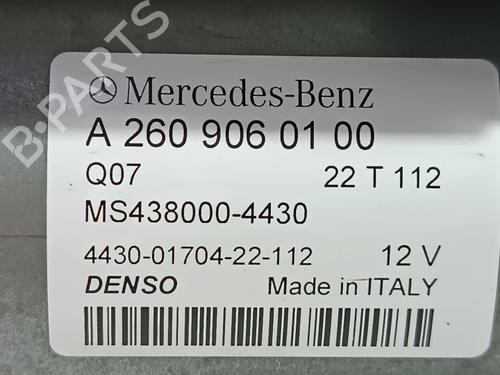 Mercedes-Benz
A 260 906 01 00
Q07 22 T 112
MS438000-4430
4430-01704-22-112 12 V
DENSO Made in ITALY
B-PARTS